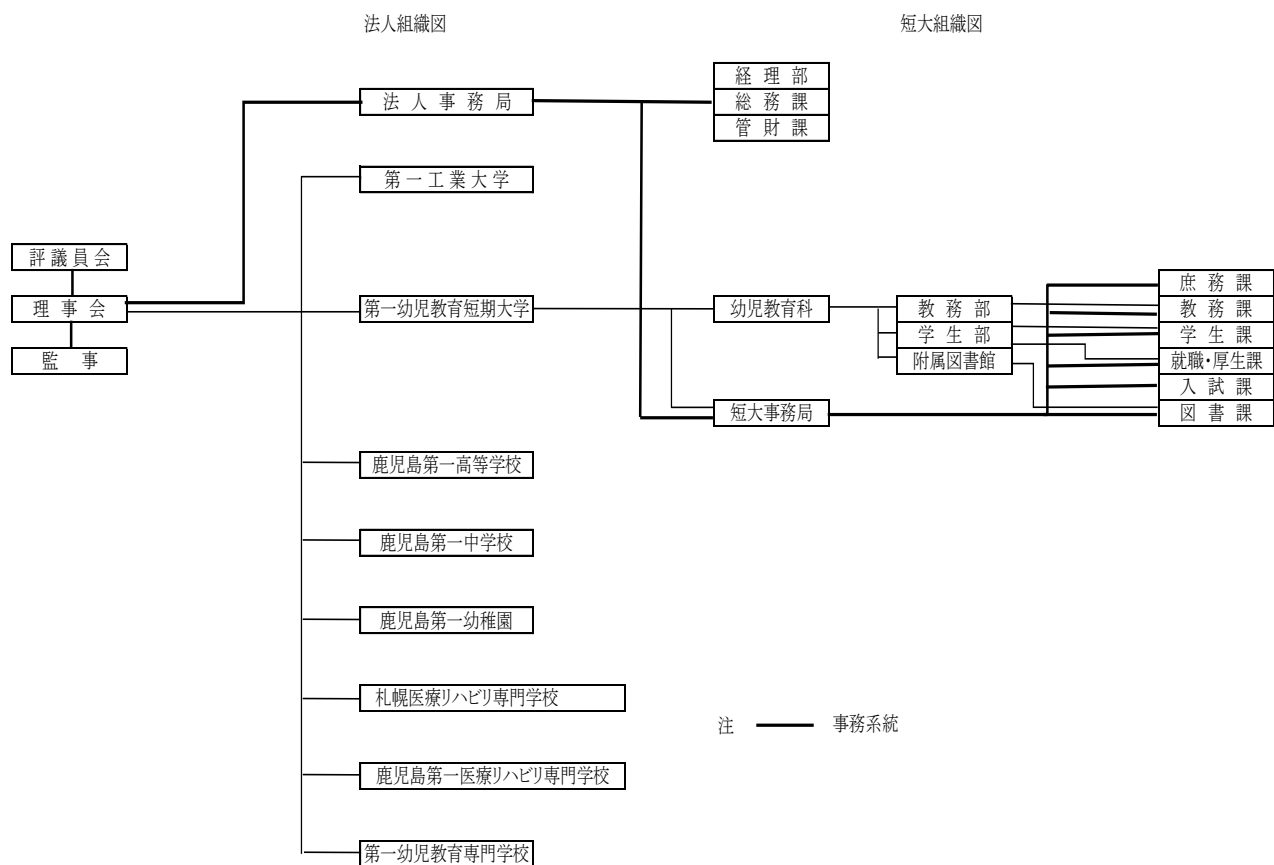 法人組織図
短大組織図
法人事務局
経理部
総務課
管財課
第一工業大学
評議員会
理事会
監事
第一幼児教育短期大学
幼児教育科
短大事務局
教務部
学生部
附属図書館
庶務課
教務課
学生課
就職・厚生課
入試課
図書課
鹿児島第一高等学校
鹿児島第一中学校
鹿児島第一幼稚園
札幌医療リハビリ専門学校
注 事務系統
鹿児島第一医療リハビリ専門学校
第一幼児教育専門学校